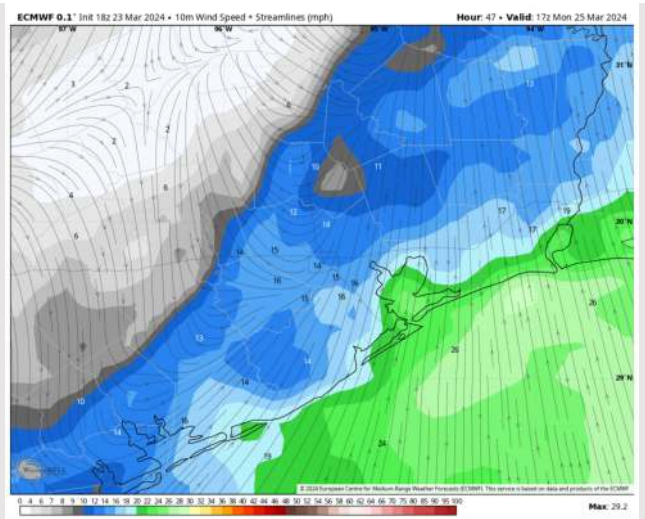 ECMWF 0.1° Init 18z 23 Mar 2024 • 10m Wind Speed + Streamlines (mph) Hour: 47 • Valid: 17z Mon 25 Mar 2024
97°W 96°W 95°W 94°W
31°N
3 2 13
8
2 2
10 11
4 6
12 17 19
30°N
6 18 17
14 15 14
16 15 16
15 16 26
13 26
14 29°N
14
10
16
14 24
19
© 2024 European Centre for Medium-Range Weather Forecasts (ECMWF). This service is based on data and products of the ECMWF.
0 4 6 7 8 9 10 12 14 16 18 20 22 24 26 28 30 32 34 36 38 40 42 44 46 48 50 52 54 56 58 60 62 64 66 68 70 75 80 85 90 95 100
Max: 29.2